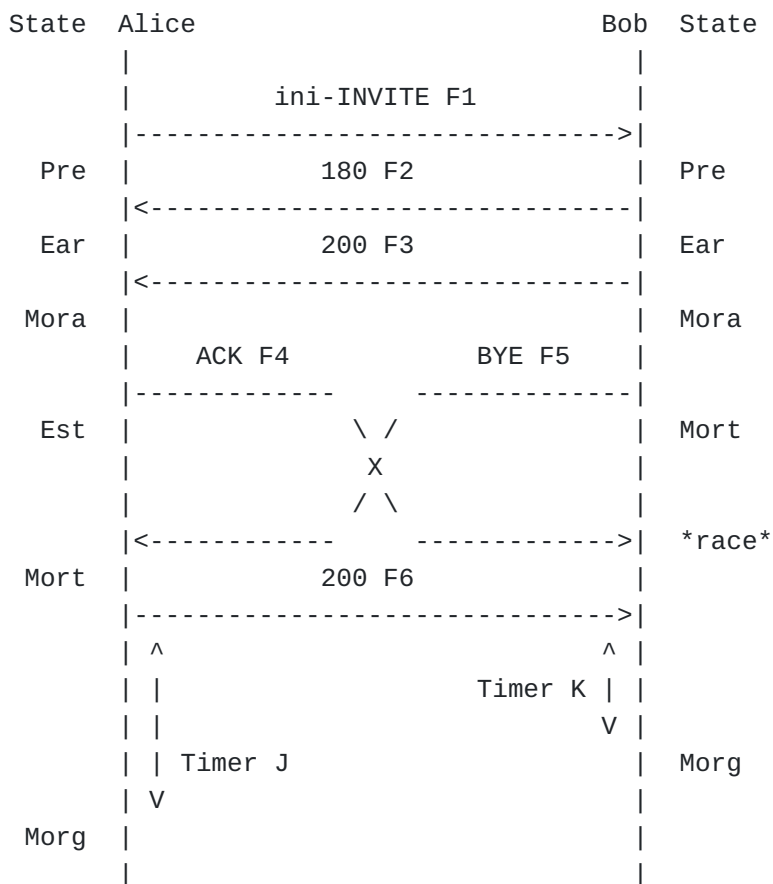 State  Alice                          Bob  State
       |                                 |
       |         ini-INVITE F1           |
       |-------------------------------->|
  Pre  |            180 F2               |  Pre
       |<--------------------------------|
  Ear  |            200 F3               |  Ear
       |<--------------------------------|
 Mora  |                                 |  Mora
       |    ACK F4            BYE F5     |
       |-------------     --------------|
  Est  |              \ /                |  Mort
       |               X                 |
       |              / \                |
       |<-------------     ------------->|  *race*
 Mort  |            200 F6               |
       |-------------------------------->|
       | ^                             ^ |
       | |                     Timer K | |
       | |                             V |
       | | Timer J                       |  Morg
       | V                               |
 Morg  |                                 |
       |                                 |